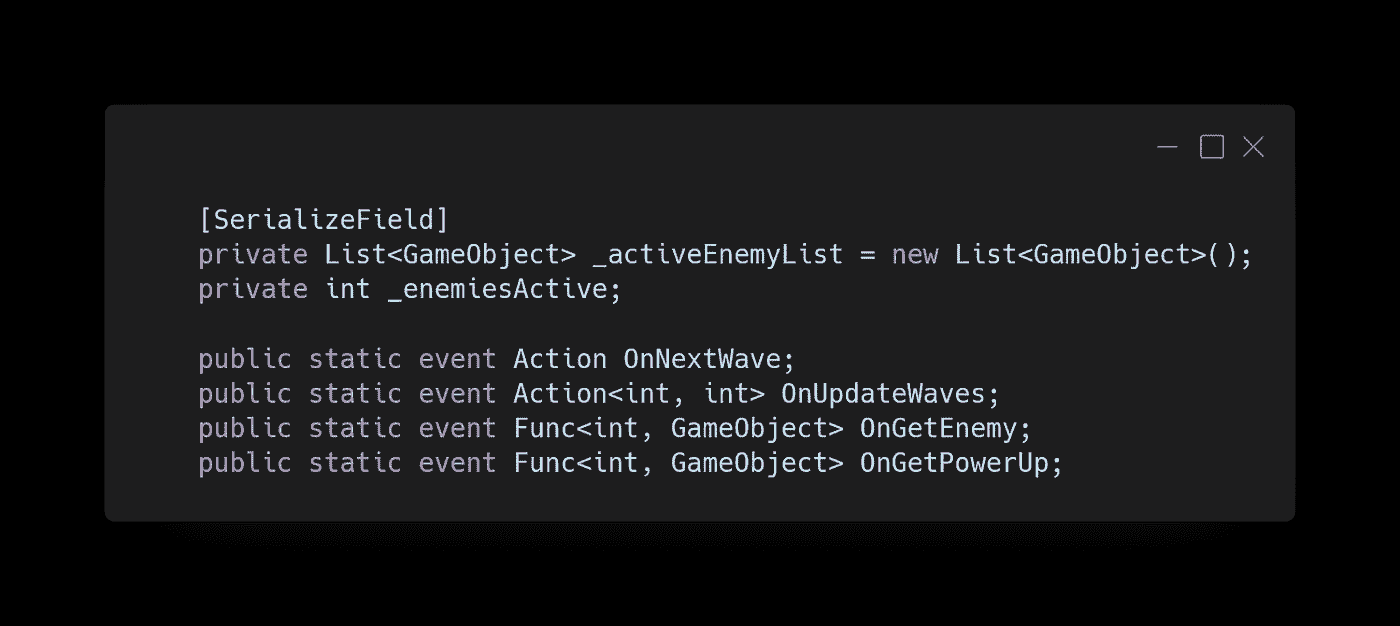 [SerializeField]
private List<GameObject> _activeEnemyList = new List<GameObject>();
private int _enemiesActive;
public static event Action OnNextWave;
public static event Action<int, int> OnUpdateWaves;
public static event Func<int, GameObject> OnGetEnemy;
public static event Func<int, GameObject> OnGetPowerUp;